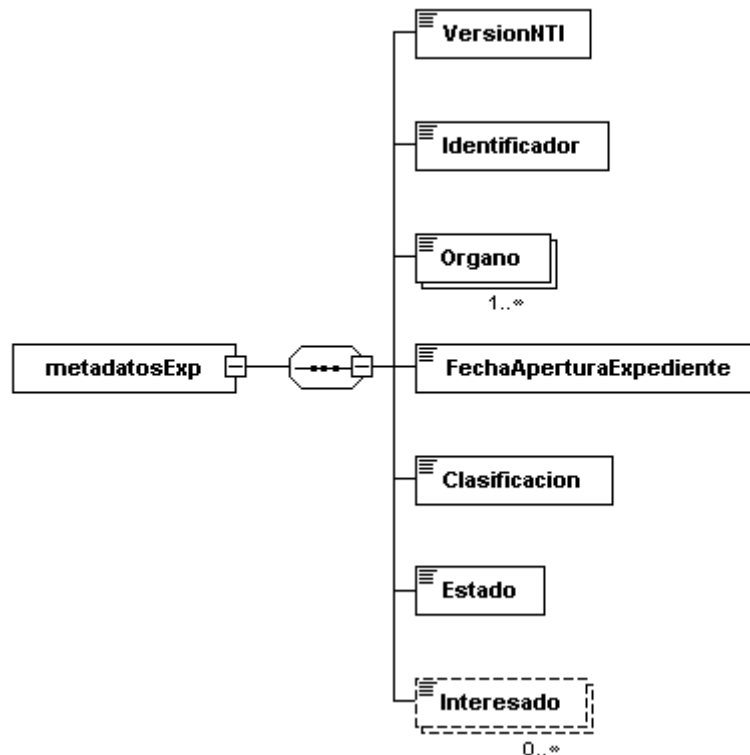 VersionNTI
Identificador
Organo
1..∞
metadatosExp
FechaAperturaExpediente
Clasificacion
Estado
Interesado
0..∞